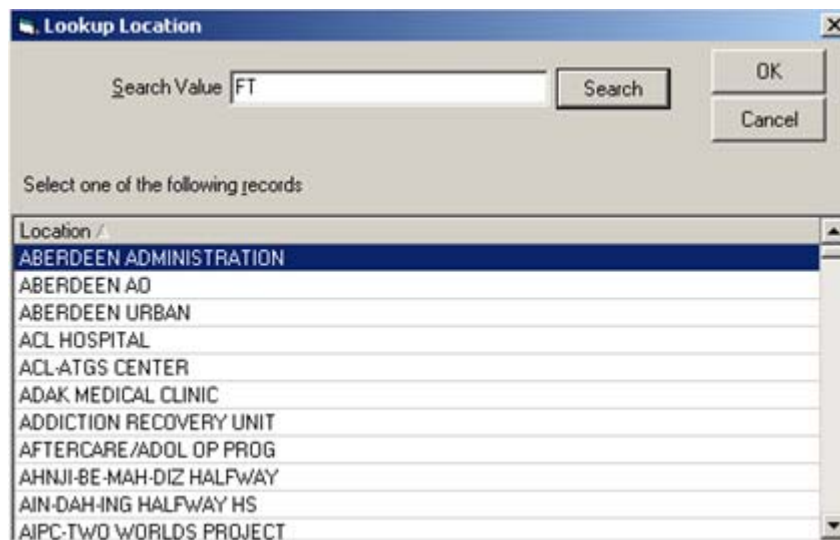 Lookup Location
Search Value FT Search
OK
Cancel
Select one of the following records
Location
ABERDEEN ADMINISTRATION
ABERDEEN AO
ABERDEEN URBAN
ACL HOSPITAL
ACL-ATGS CENTER
ADAK MEDICAL CLINIC
ADDICTION RECOVERY UNIT
AFTERCARE/ADOL OP PROG
AHNJI-BE-MAH-DIZ HALFWAY
AIN-DAH-ING HALFWAY HS
AIPC-TWO WORLDS PROJECT